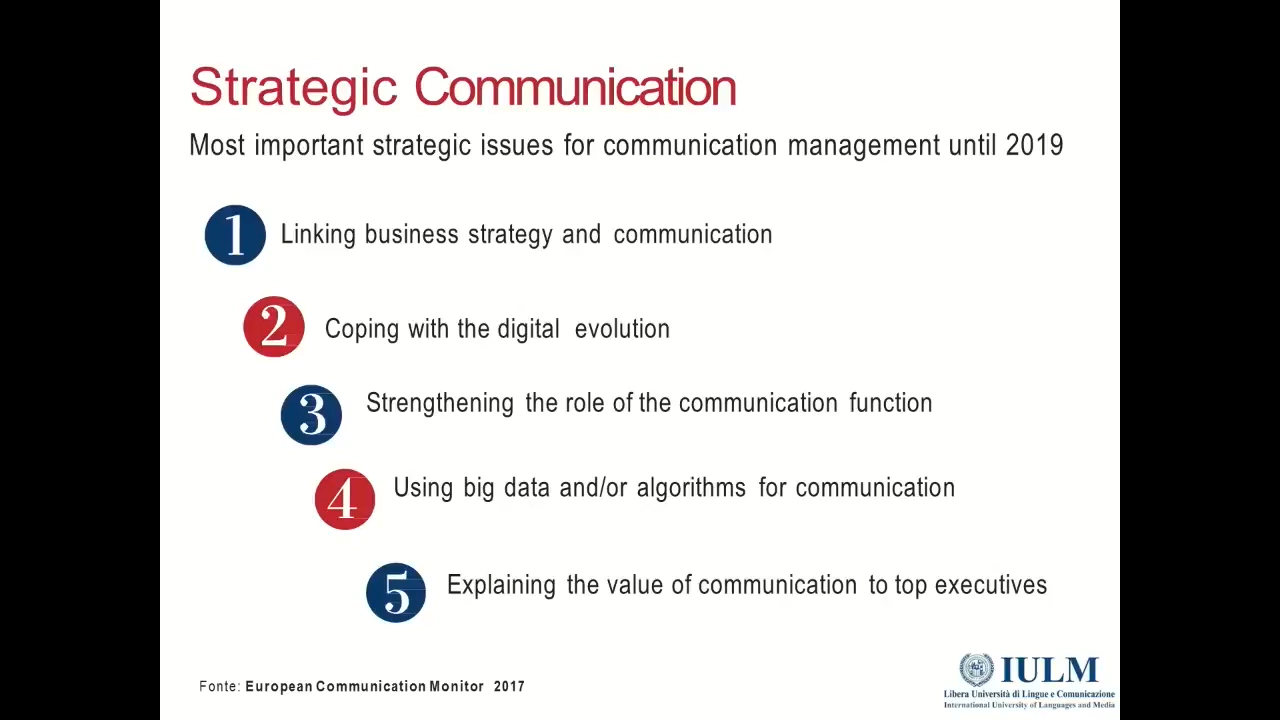 Strategic Communication
Most important strategic issues for communication management until 2019
1 Linking business strategy and communication
2 Coping with the digital evolution
3 Strengthening the role of the communication function
4 Using big data and/or algorithms for communication
5 Explaining the value of communication to top executives
Fonte: European Communication Monitor 2017
IULM
Libera Università di Lingue e Comunicazione
International University of Languages and Media